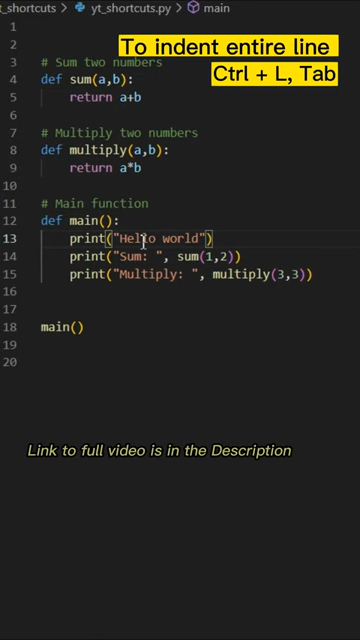 yt_shortcuts > yt_shortcuts.py > main
To indent entire line
Ctrl + L, Tab
1
2
3 # Sum two numbers
4 def sum(a,b):
5 return a+b
6
7 # Multiply two numbers
8 def multiply(a,b):
9 return a*b
10
11 # Main function
12 def main():
13 print("Hello world")
14 print("Sum: ", sum(1,2))
15 print("Multiply: ", multiply(3,3))
16
17
18 main()
19
20
Link to full video is in the Description